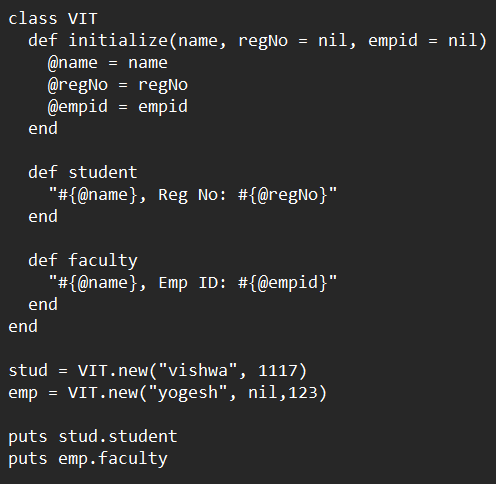 class VIT
  def initialize(name, regNo = nil, empid = nil)
    @name = name
    @regNo = regNo
    @empid = empid
  end

  def student
    "#{@name}, Reg No: #{@regNo}"
  end

  def faculty
    "#{@name}, Emp ID: #{@empid}"
  end
end

stud = VIT.new("vishwa", 1117)
emp = VIT.new("yogesh", nil,123)

puts stud.student
puts emp.faculty